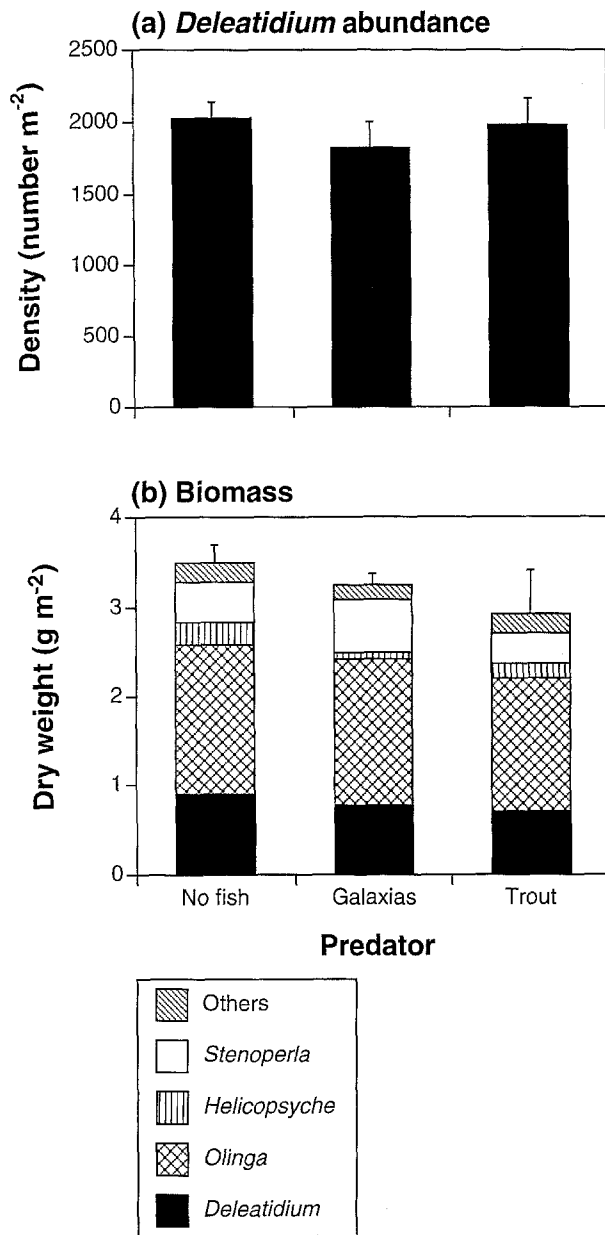 (a) Deleatidium abundance
Density (number m⁻²)
2500
2000
1500
1000
500
0
(b) Biomass
Dry weight (g m⁻²)
4
3
2
1
0
No fish Galaxias Trout
Predator
Others
Stenoperla
Helicopsyche
Olinga
Deleatidium